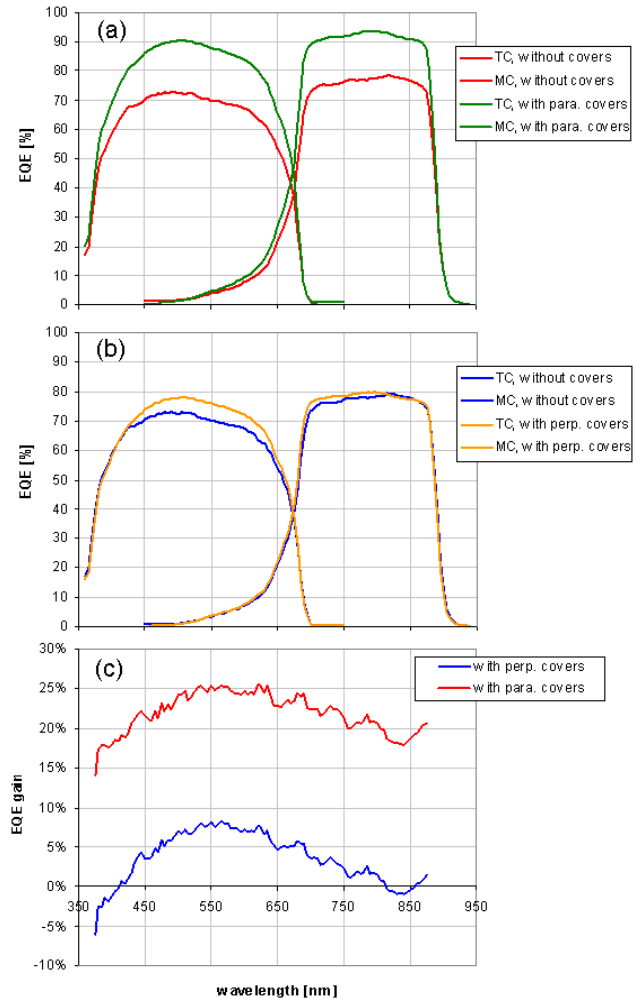 (a)
100
90
80
70
60
50
40
30
20
10
0
EQE [%]
TC, without covers
MC, without covers
TC, with para. covers
MC, with para. covers
(b)
100
90
80
70
60
50
40
30
20
10
0
EQE [%]
TC, without covers
MC, without covers
TC, with perp. covers
MC, with perp. covers
(c)
30%
25%
20%
15%
10%
5%
0%
-5%
-10%
EQE gain
with perp. covers
with para. covers
350 450 550 650 750 850 950
wavelength [nm]